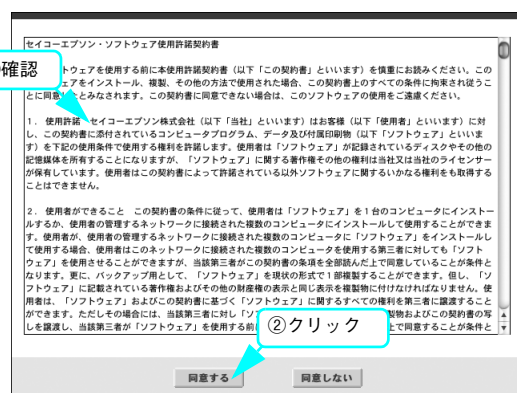 セイコーエプソン・ソフトウェア使用許諾契約書
確認
トウェアを使用する前に本使用許諾契約書(以下「この契約書」といいます)を慎重にお読みください。この
ェアをインストール、複製、その他の方法で使用された場合、この契約書上のすべての条件に拘束され従うこ
とに同意したとみなされます。この契約書に同意できない場合は、このソフトウェアの使用をご遠慮ください。
1. 使用許諾 セイコーエプソン株式会社(以下「当社」といいます)はお客様(以下「使用者」といいます)に対
し、この契約書に添付されているコンピュータプログラム、データ及び付属印刷物(以下「ソフトウェア」といいま
す)を下記の使用条件で使用する権利を許諾します。使用者は「ソフトウェア」が記録されているディスクやその他の
記憶媒体を所有することになりますが、「ソフトウェア」に関する著作権その他の権利は当社又は当社のライセンサー
が保有しています。使用者はこの契約書によって許諾されている以外ソフトウェアに関するいかなる権利をも取得する
ことはできません。
2. 使用者ができること この契約書の条件に従って、使用者は「ソフトウェア」を1台のコンピュータにインストー
ルするか、使用者の管理するネットワークに接続された複数のコンピュータにインストールして使用することができま
す。使用者が、使用者の管理するネットワークに接続された複数のコンピュータに「ソフトウェア」をインストールし
て使用する場合、使用者はこのネットワークに接続された複数のコンピュータを使用する第三者に対しても「ソフト
ウェア」を使用させることができますが、当該第三者がこの契約書の条項を全部読んだ上で同意していることが条件と
なります。更に、バックアップ用として、「ソフトウェア」を現状の形式で1部複製することができます。但し、「ソ
フトウェア」に記載されている著作権およびその他の財産権の表示と同じ表示を複製物に付けなければなりません。使
用者は、「ソフトウェア」およびこの契約書に基づく「ソフトウェア」に関するすべての権利を第三者に譲渡すること
ができます。ただしその場合には、当該第三者に対し「ソ 製物およびこの契約書の写
しを譲渡し、当該第三者が「ソフトウェア」を使用する前 上で同意することが条件と
②クリック
同意する
同意しない